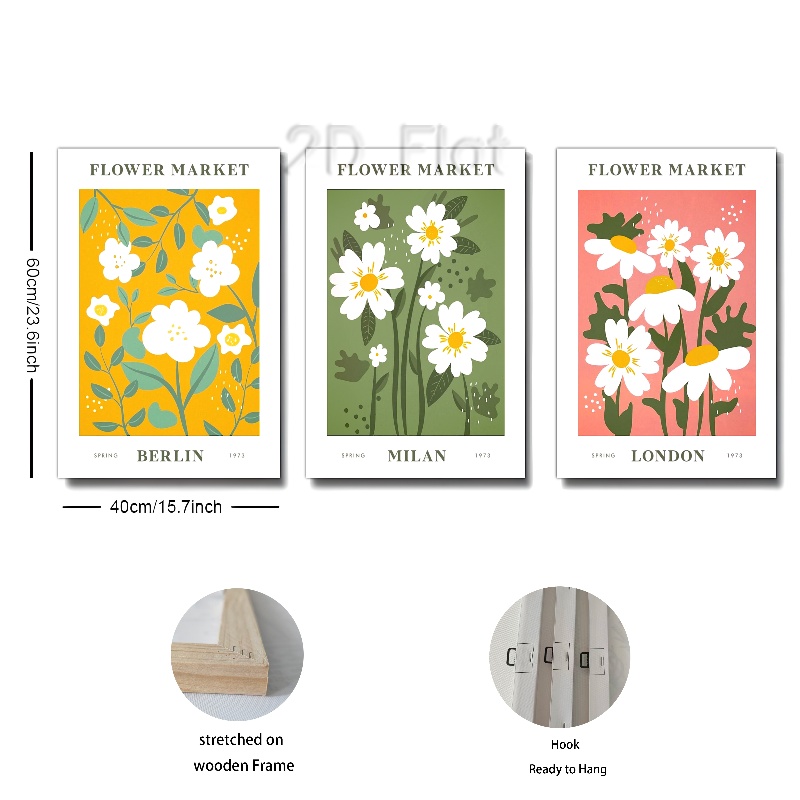 2D Flat
FLOWER MARKET
SPRING BERLIN 1973
FLOWER MARKET
SPRING MILAN 1973
FLOWER MARKET
SPRING LONDON 1973
60cm/23.6inch
40cm/15.7inch
stretched on
wooden Frame
Hook
Ready to Hang